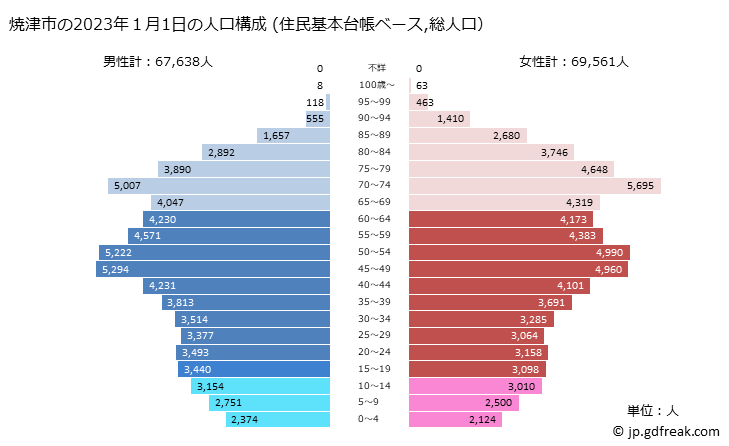 焼津市の2023年１月1日の人口構成 (住民基本台帳ベース,総人口)
男性計：67,638人
女性計：69,561人
0 不詳 0
8 100歳～ 63
118 95～99 463
555 90～94 1,410
1,657 85～89 2,680
2,892 80～84 3,746
3,890 75～79 4,648
5,007 70～74 5,695
4,047 65～69 4,319
4,230 60～64 4,173
4,571 55～59 4,383
5,222 50～54 4,990
5,294 45～49 4,960
4,231 40～44 4,101
3,813 35～39 3,691
3,514 30～34 3,285
3,377 25～29 3,064
3,493 20～24 3,158
3,440 15～19 3,098
3,154 10～14 3,010
2,751 5～9 2,500
2,374 0～4 2,124
単位：人
© jp.gdfreak.com